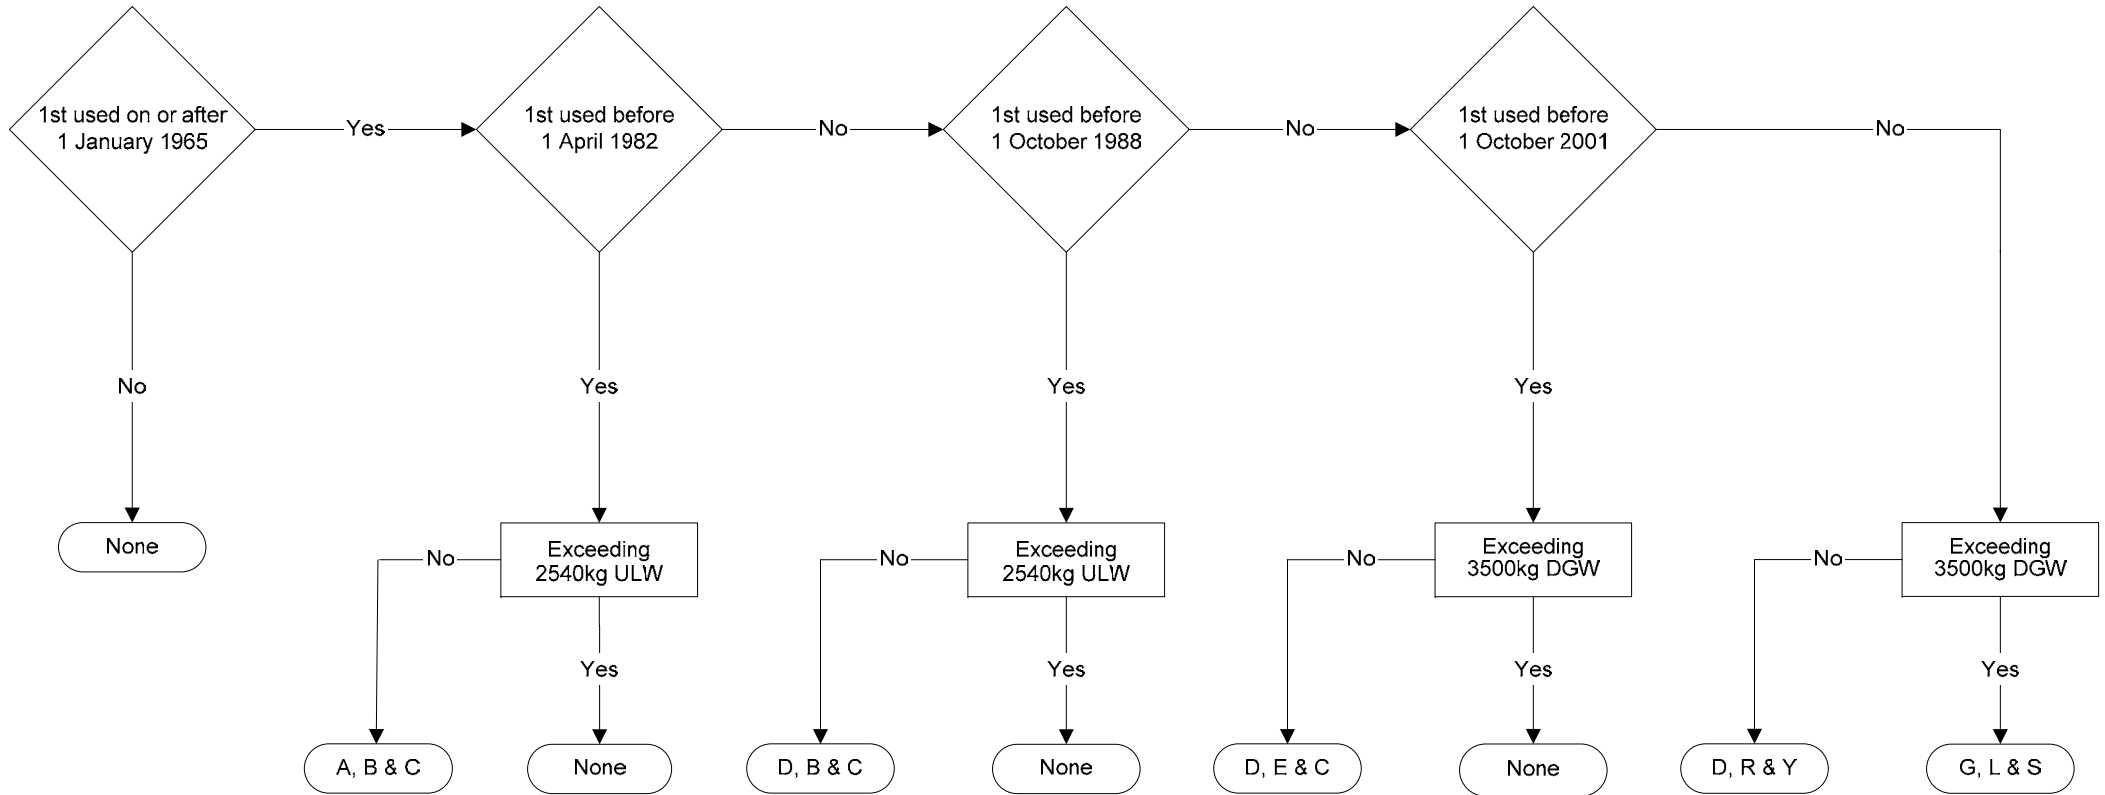 1st used on or after
1 January 1965
Yes
1st used before
1 April 1982
No
1st used before
1 October 1988
No
1st used before
1 October 2001
No
No
Yes
Yes
Yes
None
No
Exceeding
2540kg ULW
No
Exceeding
2540kg ULW
No
Exceeding
3500kg DGW
No
Exceeding
3500kg DGW
Yes
Yes
Yes
Yes
A, B & C
None
D, B & C
None
D, E & C
None
D, R & Y
G, L & S